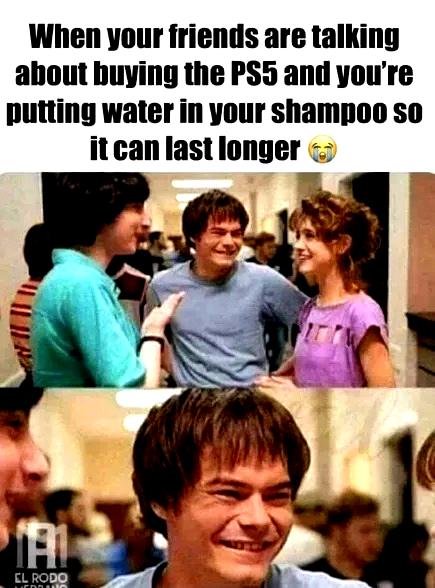 When your friends are talking
about buying the PS5 and you're
putting water in your shampoo so
it can last longer 😭
EL RODO